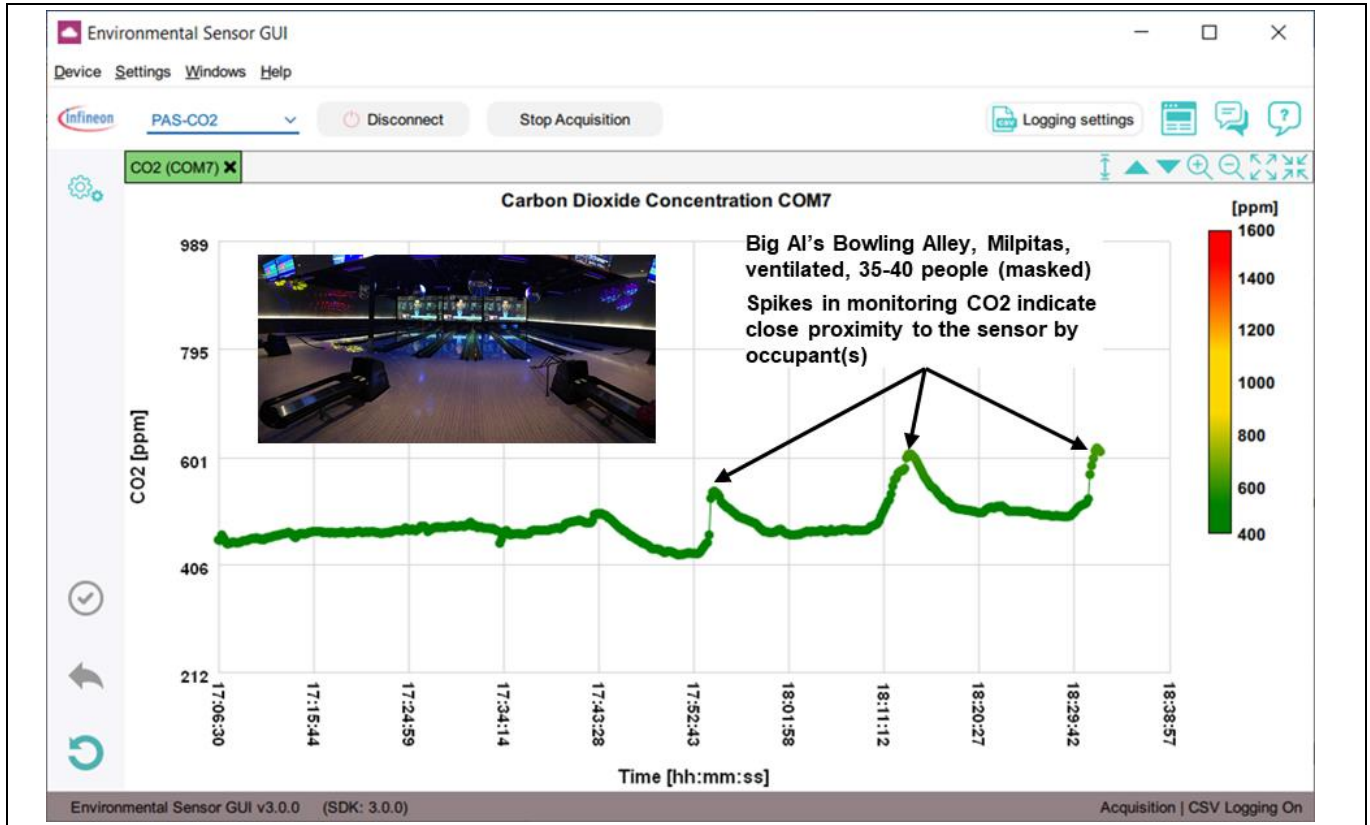 Environmental Sensor GUI
Device Settings Windows Help
infineon PAS-CO2 Disconnect Stop Acquisition Logging settings
CSV
?
CO2 (COM7)
Carbon Dioxide Concentration COM7
[ppm]
Big Al's Bowling Alley, Milpitas,
ventilated, 35-40 people (masked)
Spikes in monitoring CO2 indicate
close proximity to the sensor by
occupant(s)
CO2 [ppm]
989
795
601
406
212
1600
1400
1200
1000
800
600
400
17:06:30
17:15:44
17:24:59
17:34:14
17:43:28
17:52:43
18:01:58
18:11:12
18:20:27
18:29:42
18:38:57
Time [hh:mm:ss]
Environmental Sensor GUI v3.0.0 (SDK: 3.0.0) Acquisition | CSV Logging On